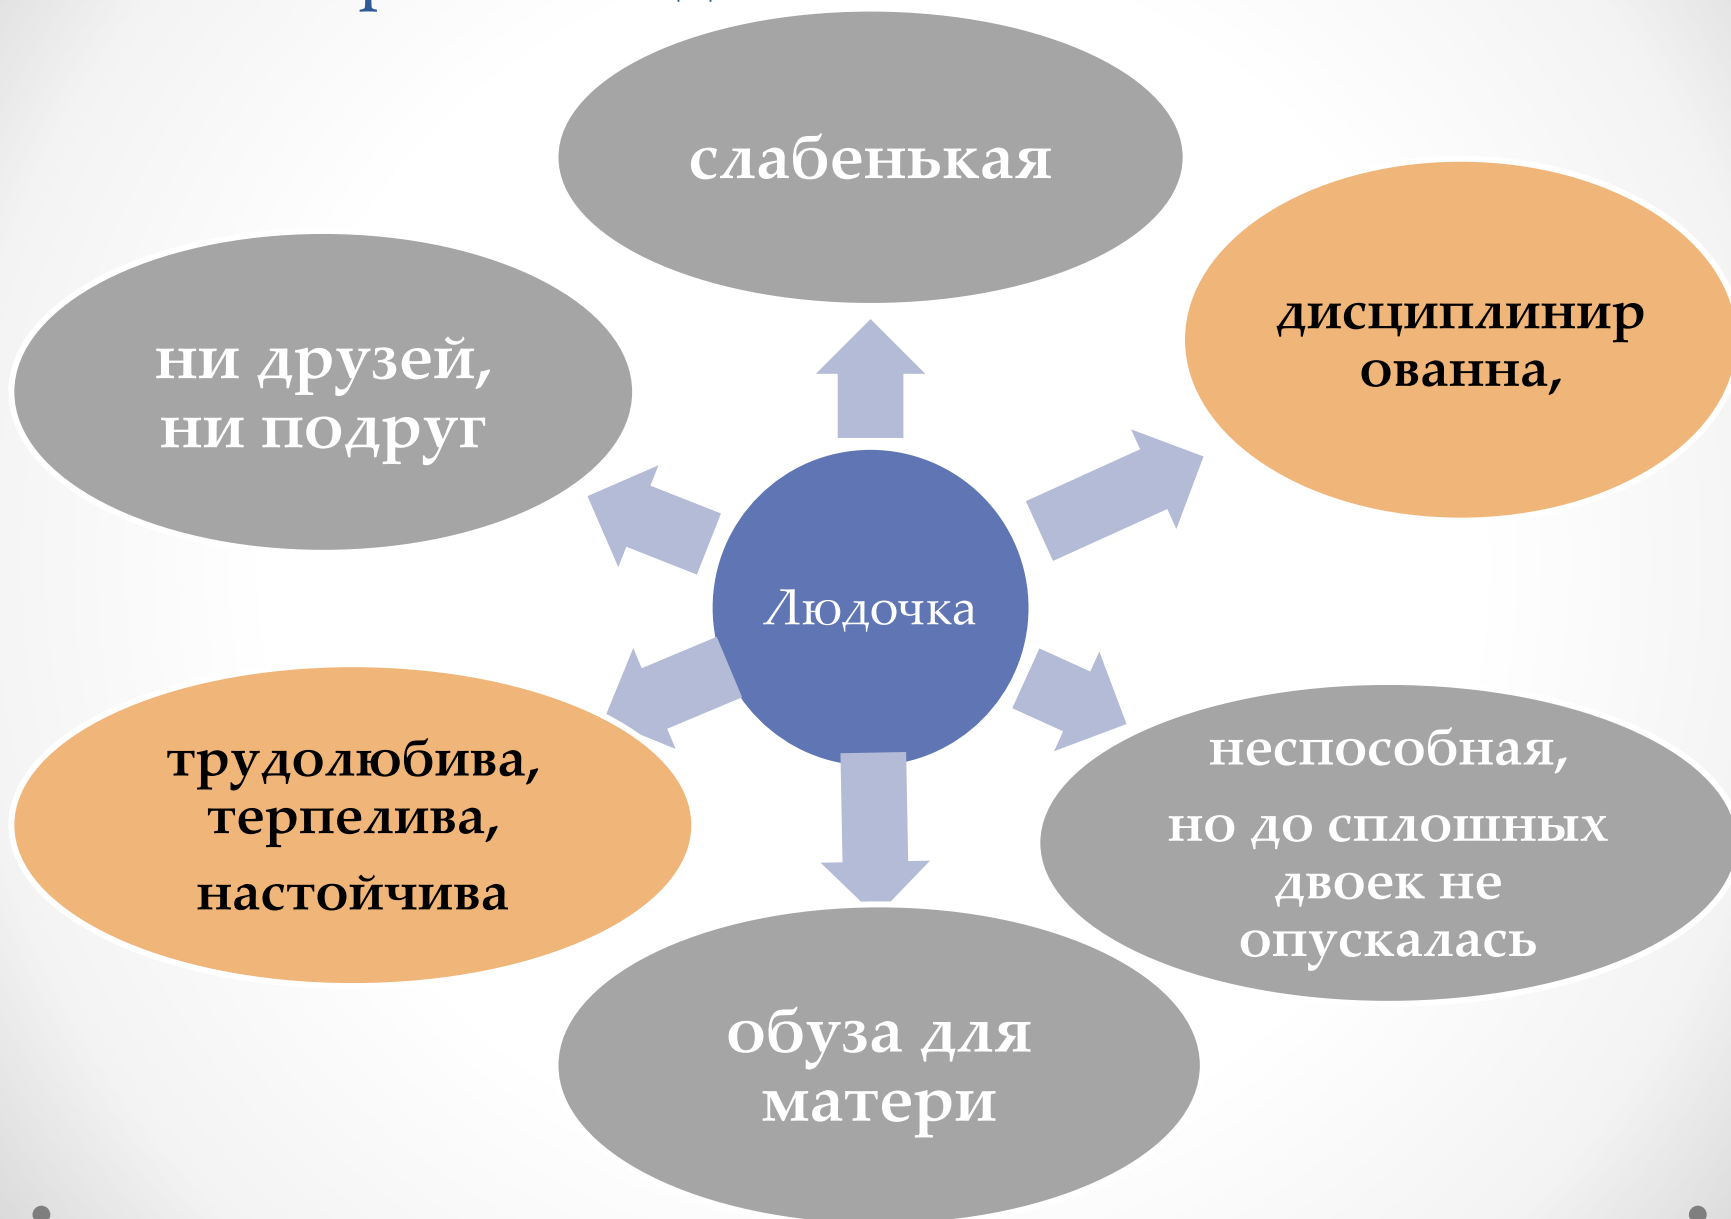 слабенькая
дисциплинир
ованна,
неспособная,
но до сплошных
двоек не
опускалась
обуза для
матери
трудолюбива,
терпелива,
настойчива
ни друзей,
ни подруг
Людочка